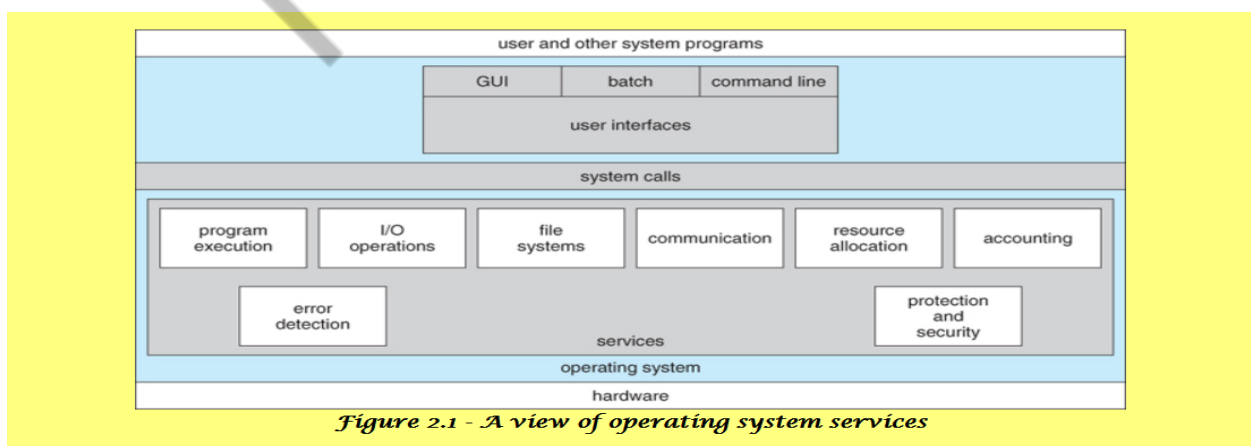 user and other system programs
GUI batch command line
user interfaces
system calls
program execution
I/O operations
file systems
communication
resource allocation
accounting
error detection
protection and security
services
operating system
hardware
Figure 2.1 - A view of operating system services